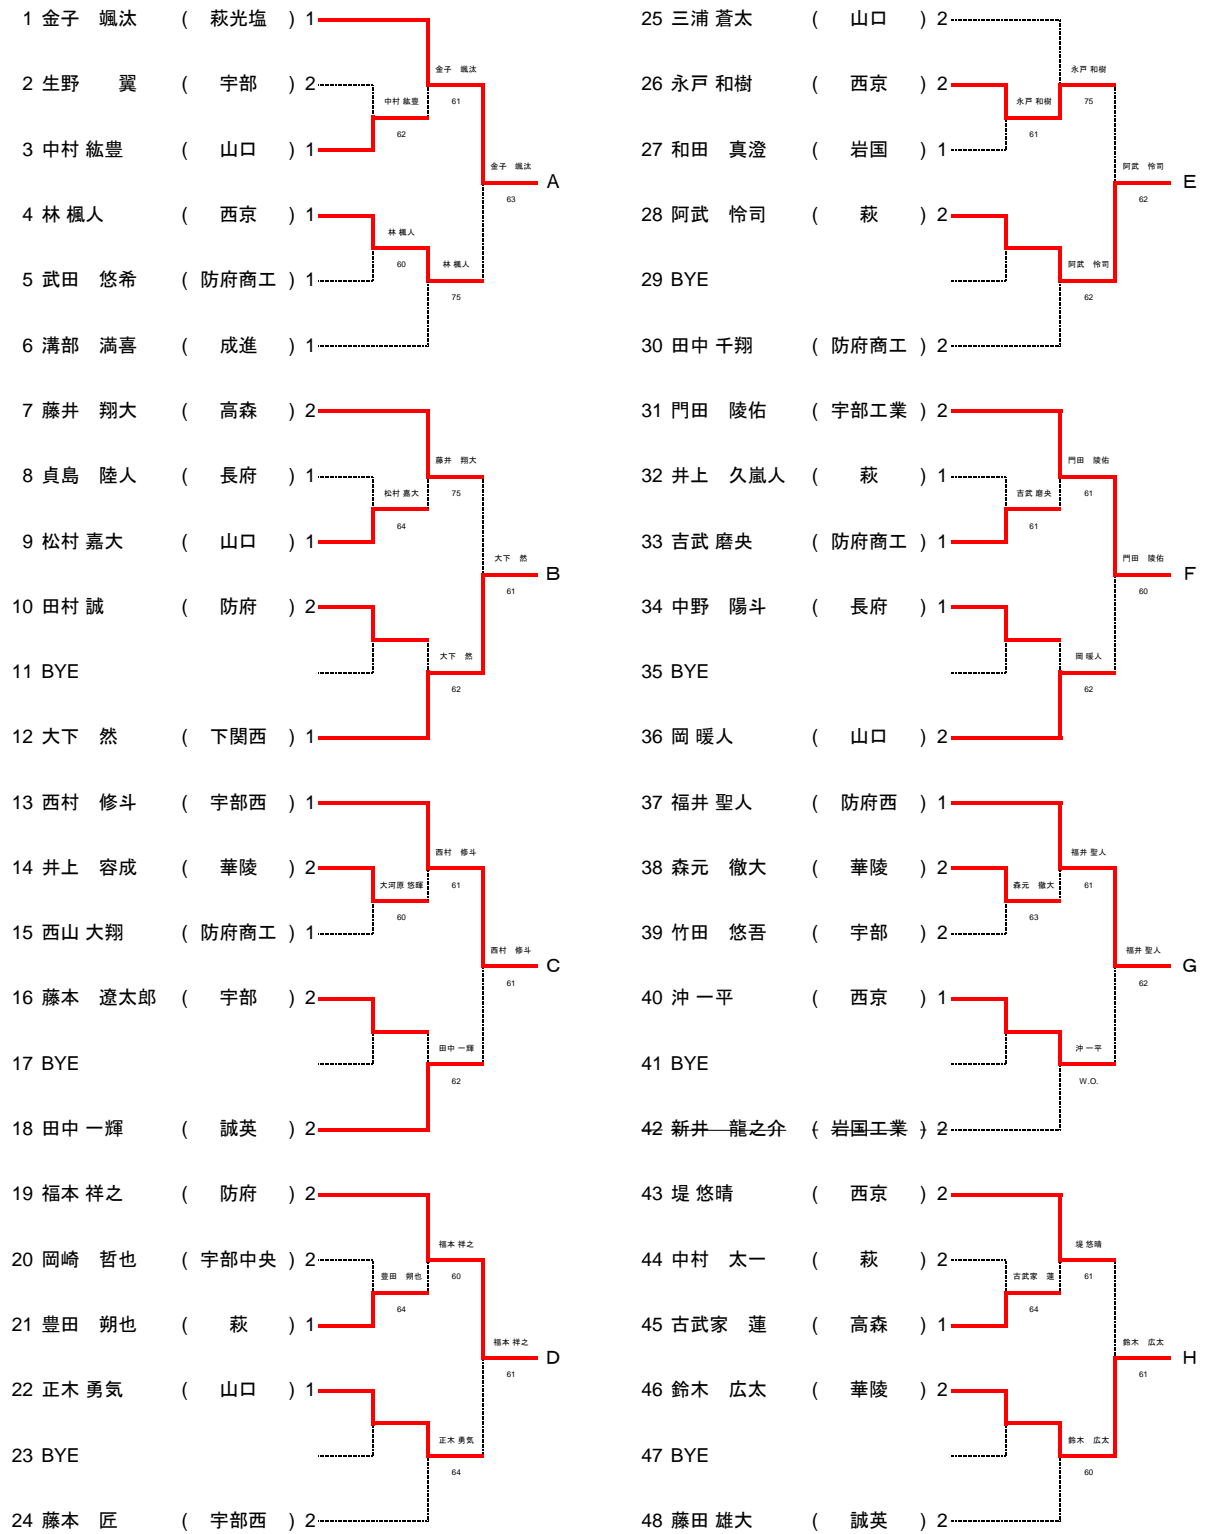 1 金子　颯汰 ( 萩光塩 ) 1
金子　颯汰
2 生野　　翼 ( 宇部 ) 2
中村 紘豊
61
62
3 中村 紘豊 ( 山口 ) 1
金子　颯汰
A
63
4 林 楓人 ( 西京 ) 1
林 楓人
60
林 楓人
5 武田　悠希 ( 防府商工 ) 1
75
6 溝部　満喜 ( 成進 ) 1
7 藤井　翔大 ( 高森 ) 2
藤井　翔大
8 貞島　陸人 ( 長府 ) 1
松村 嘉大
75
64
9 松村 嘉大 ( 山口 ) 1
大下　然
B
61
10 田村 誠 ( 防府 ) 2
大下　然
11 BYE
62
12 大下　然 ( 下関西 ) 1
13 西村　修斗 ( 宇部西 ) 1
西村　修斗
14 井上　容成 ( 華陵 ) 2
大河原 悠暉
61
60
15 西山 大翔 ( 防府商工 ) 1
西村　修斗
C
61
16 藤本　遼太郎 ( 宇部 ) 2
田中 一輝
17 BYE
62
18 田中 一輝 ( 誠英 ) 2
19 福本 祥之 ( 防府 ) 2
福本 祥之
20 岡崎　哲也 ( 宇部中央 ) 2
豊田　朔也
60
64
21 豊田　朔也 ( 萩 ) 1
福本 祥之
D
61
22 正木 勇気 ( 山口 ) 1
正木 勇気
23 BYE
64
24 藤本　匠 ( 宇部西 ) 2
25 三浦 蒼太 ( 山口 ) 2
永戸 和樹
26 永戸 和樹 ( 西京 ) 2
永戸 和樹
75
61
27 和田　真澄 ( 岩国 ) 1
阿武　怜司
E
62
28 阿武　怜司 ( 萩 ) 2
阿武　怜司
29 BYE
62
30 田中 千翔 ( 防府商工 ) 2
31 門田　陵佑 ( 宇部工業 ) 2
門田　陵佑
32 井上　久嵐人 ( 萩 ) 1
吉武 磨央
61
61
33 吉武 磨央 ( 防府商工 ) 1
門田　陵佑
F
60
34 中野　陽斗 ( 長府 ) 1
岡 暖人
35 BYE
62
36 岡 暖人 ( 山口 ) 2
37 福井 聖人 ( 防府西 ) 1
福井 聖人
38 森元　徹大 ( 華陵 ) 2
森元　徹大
61
63
39 竹田　悠吾 ( 宇部 ) 2
福井 聖人
G
62
40 沖 一平 ( 西京 ) 1
沖 一平
41 BYE
W.O.
42 新井　龍之介 ( 岩国工業 ) 2
43 堤 悠晴 ( 西京 ) 2
堤 悠晴
44 中村　太一 ( 萩 ) 2
古武家　蓮
61
64
45 古武家　蓮 ( 高森 ) 1
鈴木　広太
H
61
46 鈴木　広太 ( 華陵 ) 2
鈴木　広太
47 BYE
60
48 藤田 雄大 ( 誠英 ) 2